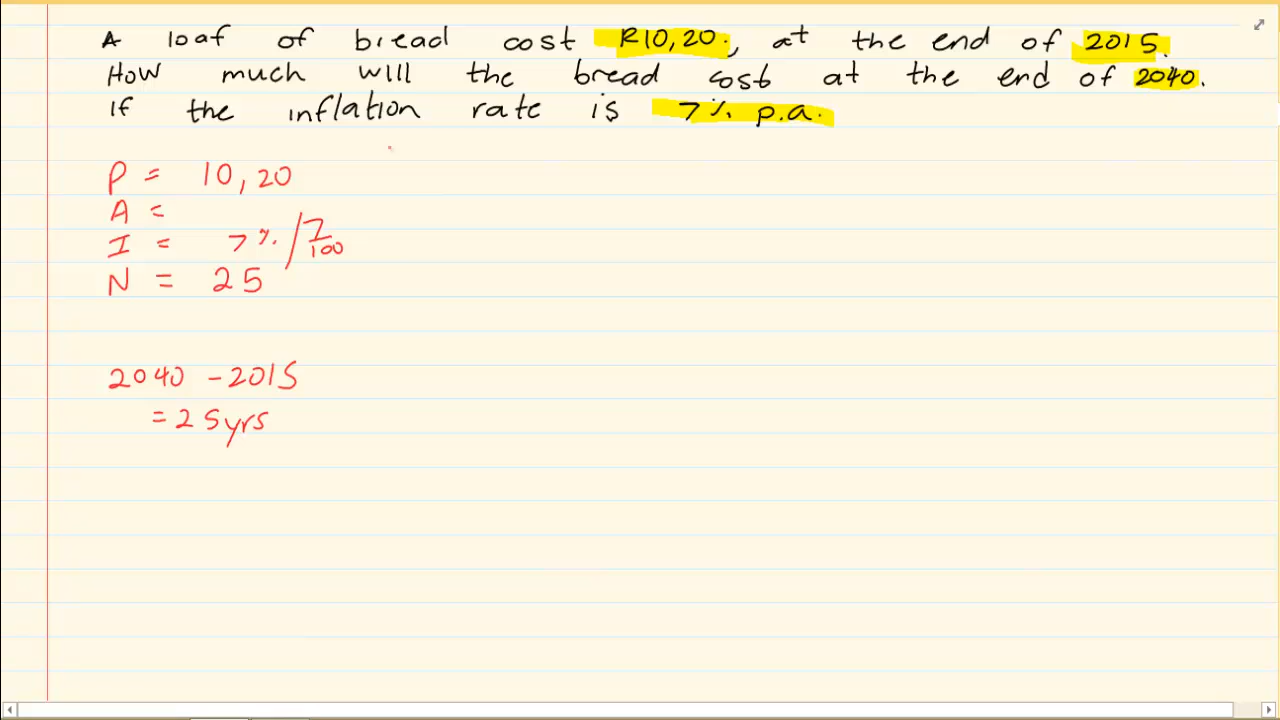 A loaf of bread cost R10,20., at the end of 2015.
How much will the bread cost at the end of 2040.
If the inflation rate is 7% p.a.
P = 10,20
A =
I = 7% / 7/100
N = 25
2040 - 2015
= 25yrs